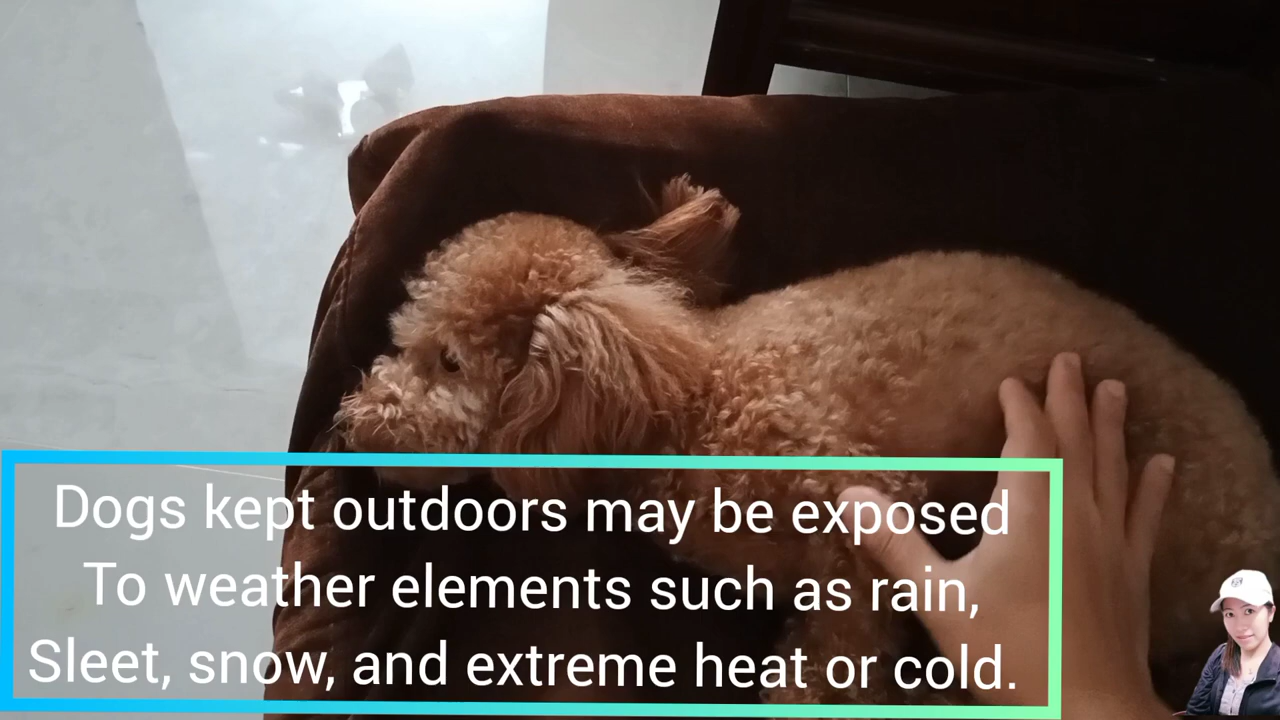 Dogs kept outdoors may be exposed
To weather elements such as rain,
Sleet, snow, and extreme heat or cold.